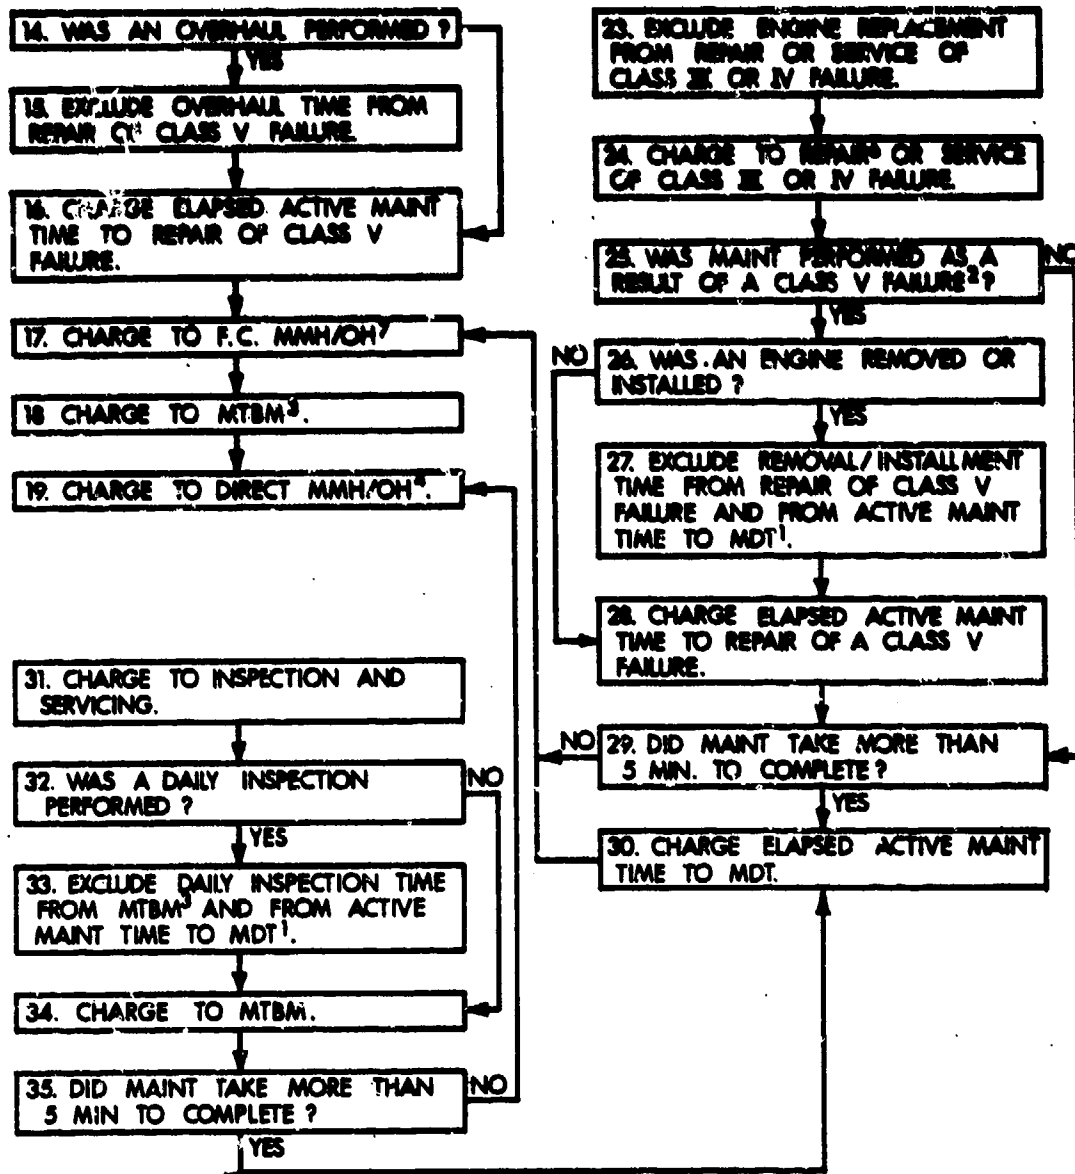 14. WAS AN OVERHAUL PERFORMED ?
YES
15. EXCLUDE OVERHAUL TIME FROM
REPAIR OF CLASS V FAILURE.
16. CHARGE ELAPSED ACTIVE MAINT
TIME TO REPAIR OF CLASS V
FAILURE.
17. CHARGE TO F.C. MMH/OH⁷
18 CHARGE TO MTBM³.
19. CHARGE TO DIRECT MMH/OH⁴.
31. CHARGE TO INSPECTION AND
SERVICING.
32. WAS A DAILY INSPECTION
PERFORMED ?
NO
YES
33. EXCLUDE DAILY INSPECTION TIME
FROM MTBM³ AND FROM ACTIVE
MAINT TIME TO MDT¹.
34. CHARGE TO MTBM.
35. DID MAINT TAKE MORE THAN
5 MIN TO COMPLETE ?
NO
YES
23. EXCLUDE ENGINE REPLACEMENT
FROM REPAIR OR SERVICE OF
CLASS III OR IV FAILURE.
24. CHARGE TO REPAIR OR SERVICE
OF CLASS III OR IV FAILURE.
25. WAS MAINT PERFORMED AS A
RESULT OF A CLASS V FAILURE² ?
NO
YES
NO
26. WAS AN ENGINE REMOVED OR
INSTALLED ?
YES
27. EXCLUDE REMOVAL/INSTALLMENT
TIME FROM REPAIR OF CLASS V
FAILURE AND FROM ACTIVE MAINT
TIME TO MDT¹.
28. CHARGE ELAPSED ACTIVE MAINT
TIME TO REPAIR OF A CLASS V
FAILURE.
NO
29. DID MAINT TAKE MORE THAN
5 MIN. TO COMPLETE ?
YES
30. CHARGE ELAPSED ACTIVE MAINT
TIME TO MDT.